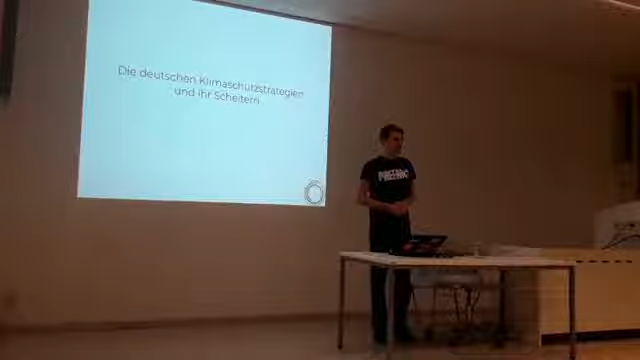 Die deutschen Klimaschutzstrategien
und ihr Scheitern